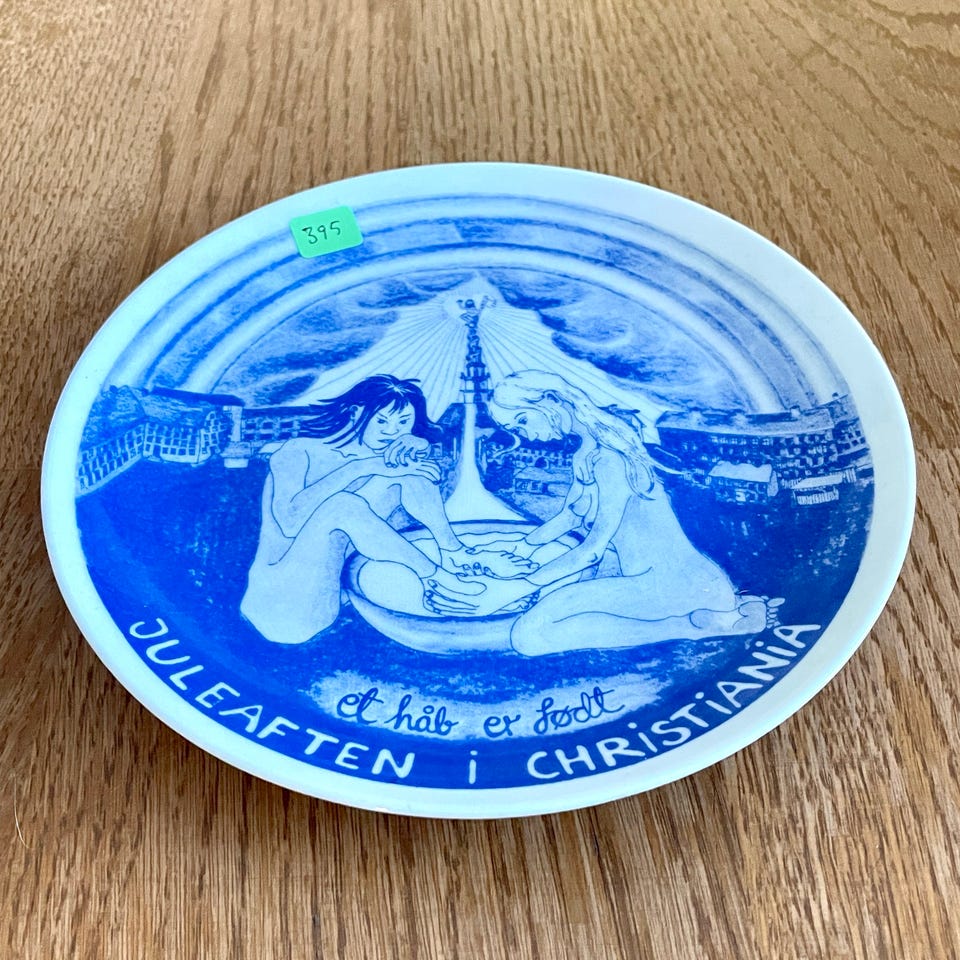 395
et håb er født
JULEAFTEN i CHRiSTiANiA